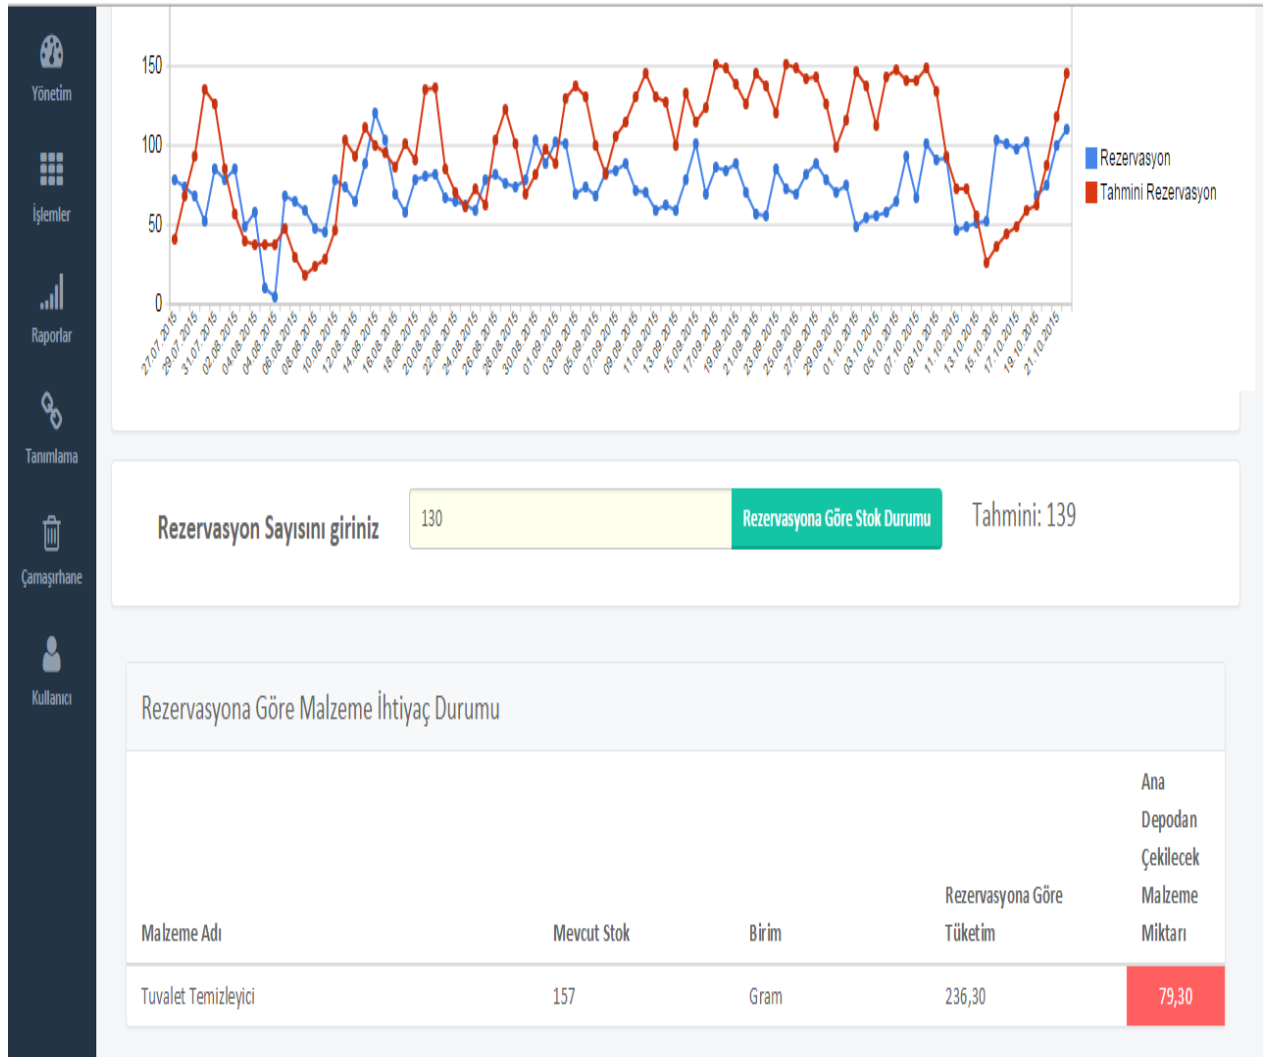 Yönetim
İşlemler
Raporlar
Tanımlama
Çamaşırhane
Kullanıcı
150
100
50
0
27.07.2015
29.07.2015
31.07.2015
02.08.2015
04.08.2015
04.08.2015
06.08.2015
08.08.2015
10.08.2015
12.08.2015
14.08.2015
16.08.2015
18.08.2015
20.08.2015
22.08.2015
24.08.2015
26.08.2015
28.08.2015
30.08.2015
01.09.2015
03.09.2015
05.09.2015
07.09.2015
09.09.2015
11.09.2015
13.09.2015
15.09.2015
17.09.2015
19.09.2015
21.09.2015
23.09.2015
25.09.2015
27.09.2015
29.09.2015
01.10.2015
03.10.2015
05.10.2015
07.10.2015
09.10.2015
11.10.2015
13.10.2015
15.10.2015
17.10.2015
19.10.2015
21.10.2015
Rezervasyon
Tahmini Rezervasyon
Rezervasyon Sayısını giriniz
130
Rezervasyona Göre Stok Durumu
Tahmini: 139
Rezervasyona Göre Malzeme İhtiyaç Durumu
Malzeme Adı
Mevcut Stok
Birim
Rezervasyona Göre
Tüketim
Ana
Depodan
Çekilecek
Malzeme
Miktarı
Tuvalet Temizleyici
157
Gram
236,30
79,30